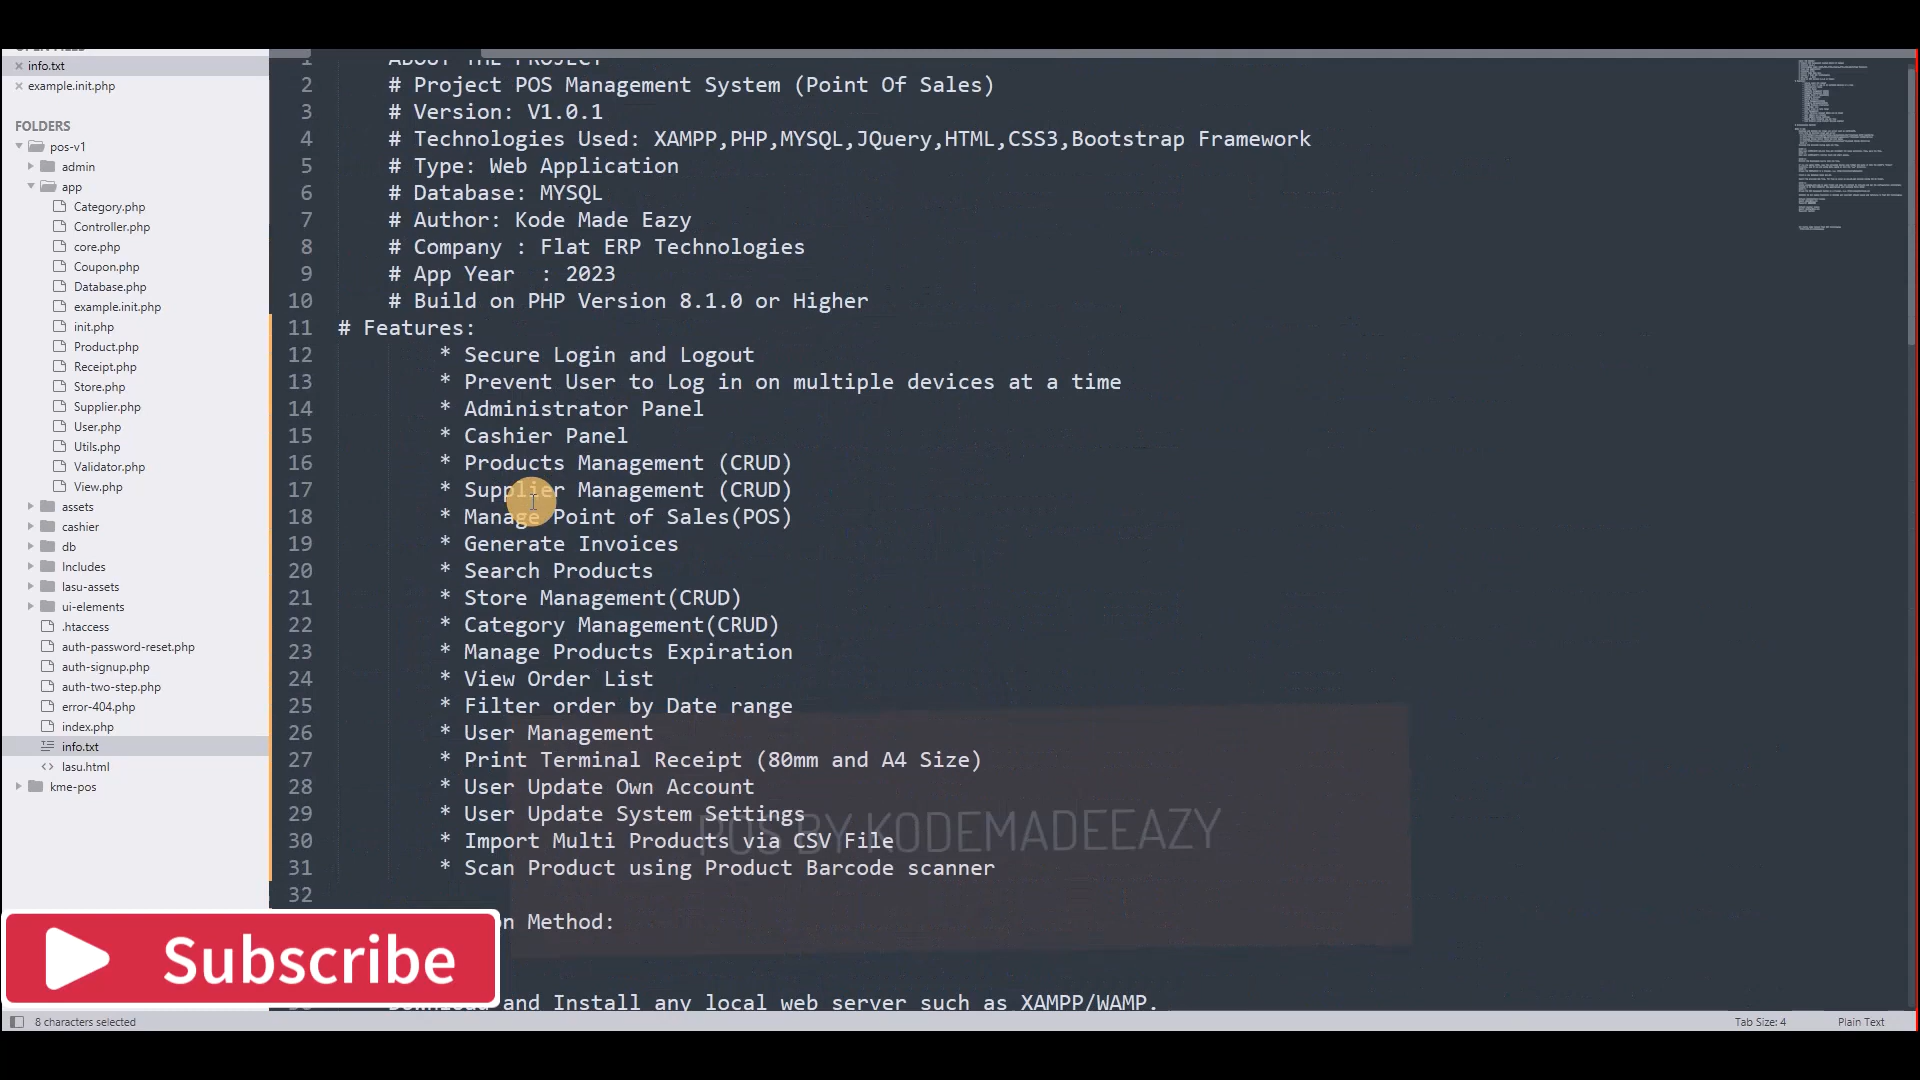 info.txt
example.init.php
FOLDERS
pos-v1
admin
app
Category.php
Controller.php
core.php
Coupon.php
Database.php
example.init.php
init.php
Product.php
Receipt.php
Store.php
Supplier.php
User.php
Utils.php
Validator.php
View.php
assets
cashier
db
Includes
lasu-assets
ui-elements
.htaccess
auth-password-reset.php
auth-signup.php
auth-two-step.php
error-404.php
index.php
info.txt
lasu.html
kme-pos
1 ABOUT THE PROJECT
2 # Project POS Management System (Point Of Sales)
3 # Version: V1.0.1
4 # Technologies Used: XAMPP,PHP,MYSQL,JQuery,HTML,CSS3,Bootstrap Framework
5 # Type: Web Application
6 # Database: MYSQL
7 # Author: Kode Made Eazy
8 # Company : Flat ERP Technologies
9 # App Year  : 2023
10 # Build on PHP Version 8.1.0 or Higher
11 # Features:
12 * Secure Login and Logout
13 * Prevent User to Log in on multiple devices at a time
14 * Administrator Panel
15 * Cashier Panel
16 * Products Management (CRUD)
17 * Supplier Management (CRUD)
18 * Manage Point of Sales(POS)
19 * Generate Invoices
20 * Search Products
21 * Store Management(CRUD)
22 * Category Management(CRUD)
23 * Manage Products Expiration
24 * View Order List
25 * Filter order by Date range
26 * User Management
27 * Print Terminal Receipt (80mm and A4 Size)
28 * User Update Own Account
29 * User Update System Settings
30 * Import Multi Products via CSV File
31 * Scan Product using Product Barcode scanner
32
POS BY KODEMADEEAZY
Method:
Subscribe
and Install any local web server such as XAMPP/WAMP.
8 characters selected
Tab Size: 4
Plain Text